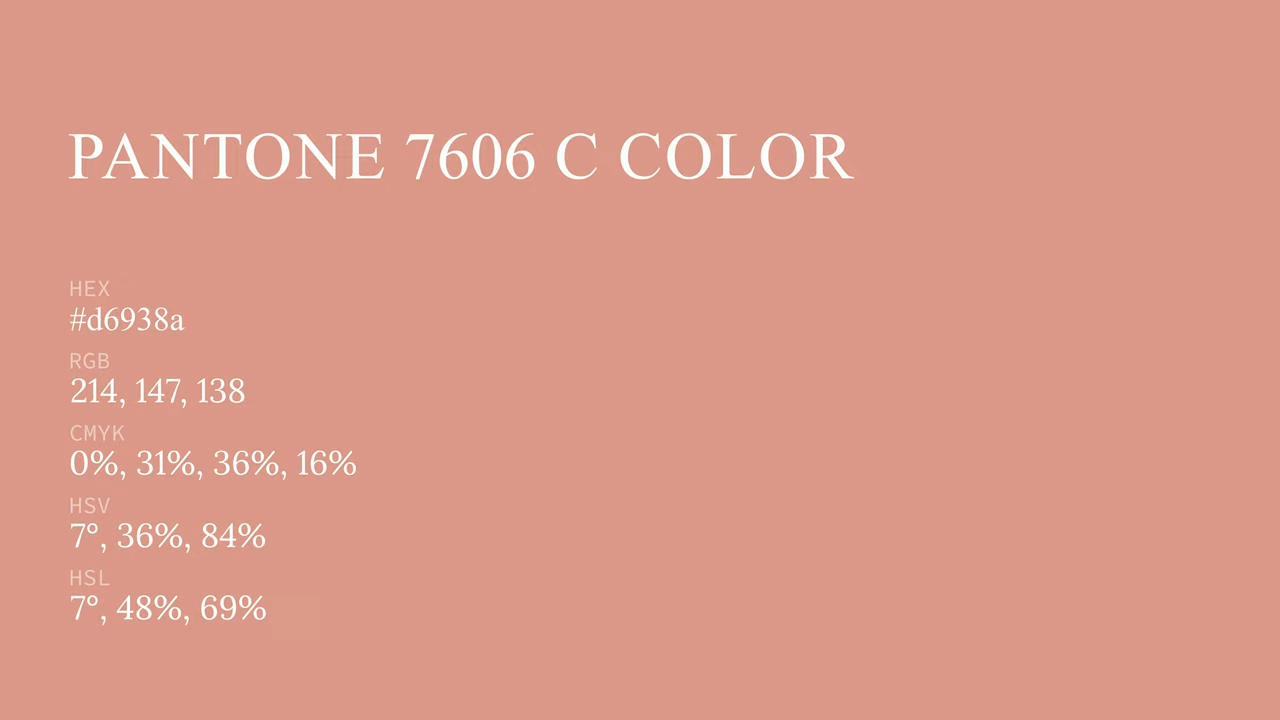 PANTONE 7606 C COLOR
HEX
#d6938a
RGB
214, 147, 138
CMYK
0%, 31%, 36%, 16%
HSV
7°, 36%, 84%
HSL
7°, 48%, 69%